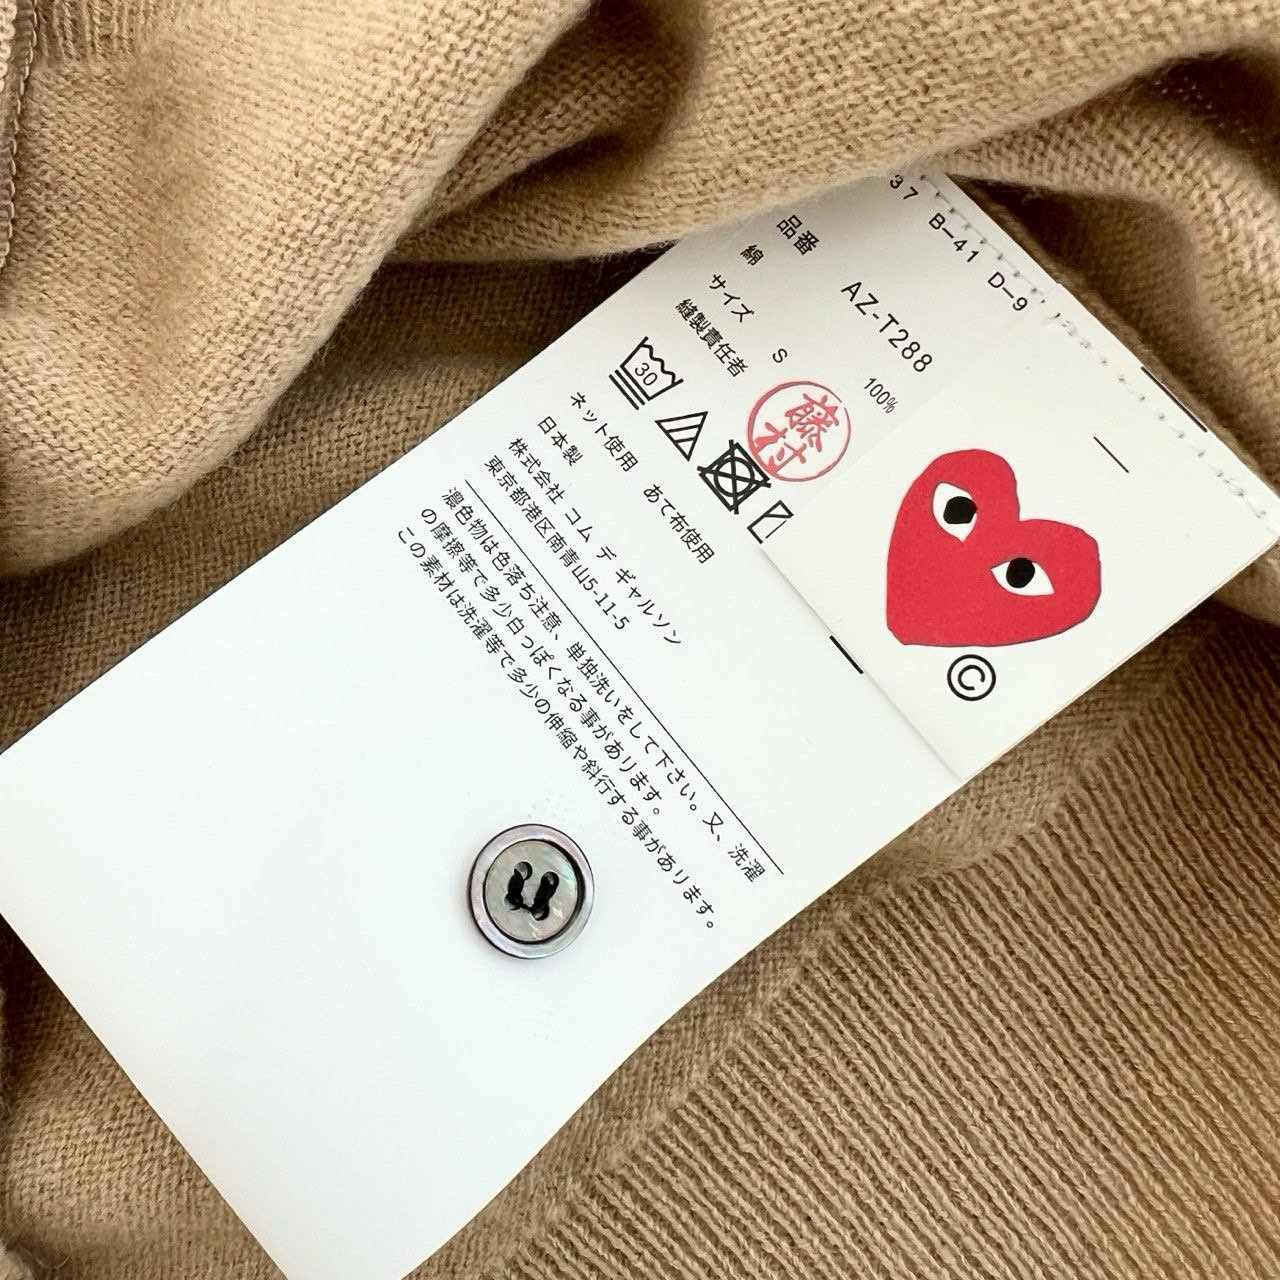 37 B-41 D-9
品番 AZ-T288
綿 100%
サイズ S
縫製責任者
藤村
30
ネット使用 あて布使用
日本製
株式会社 コム デ ギャルソン
東京都港区南青山5-11-5
濃色物は色落ち注意、単独洗いをして下さい。又、洗濯
の摩擦等で多少白っぽくなる事があります。
この素材は洗濯等で多少の伸縮や斜行する事があります。
©